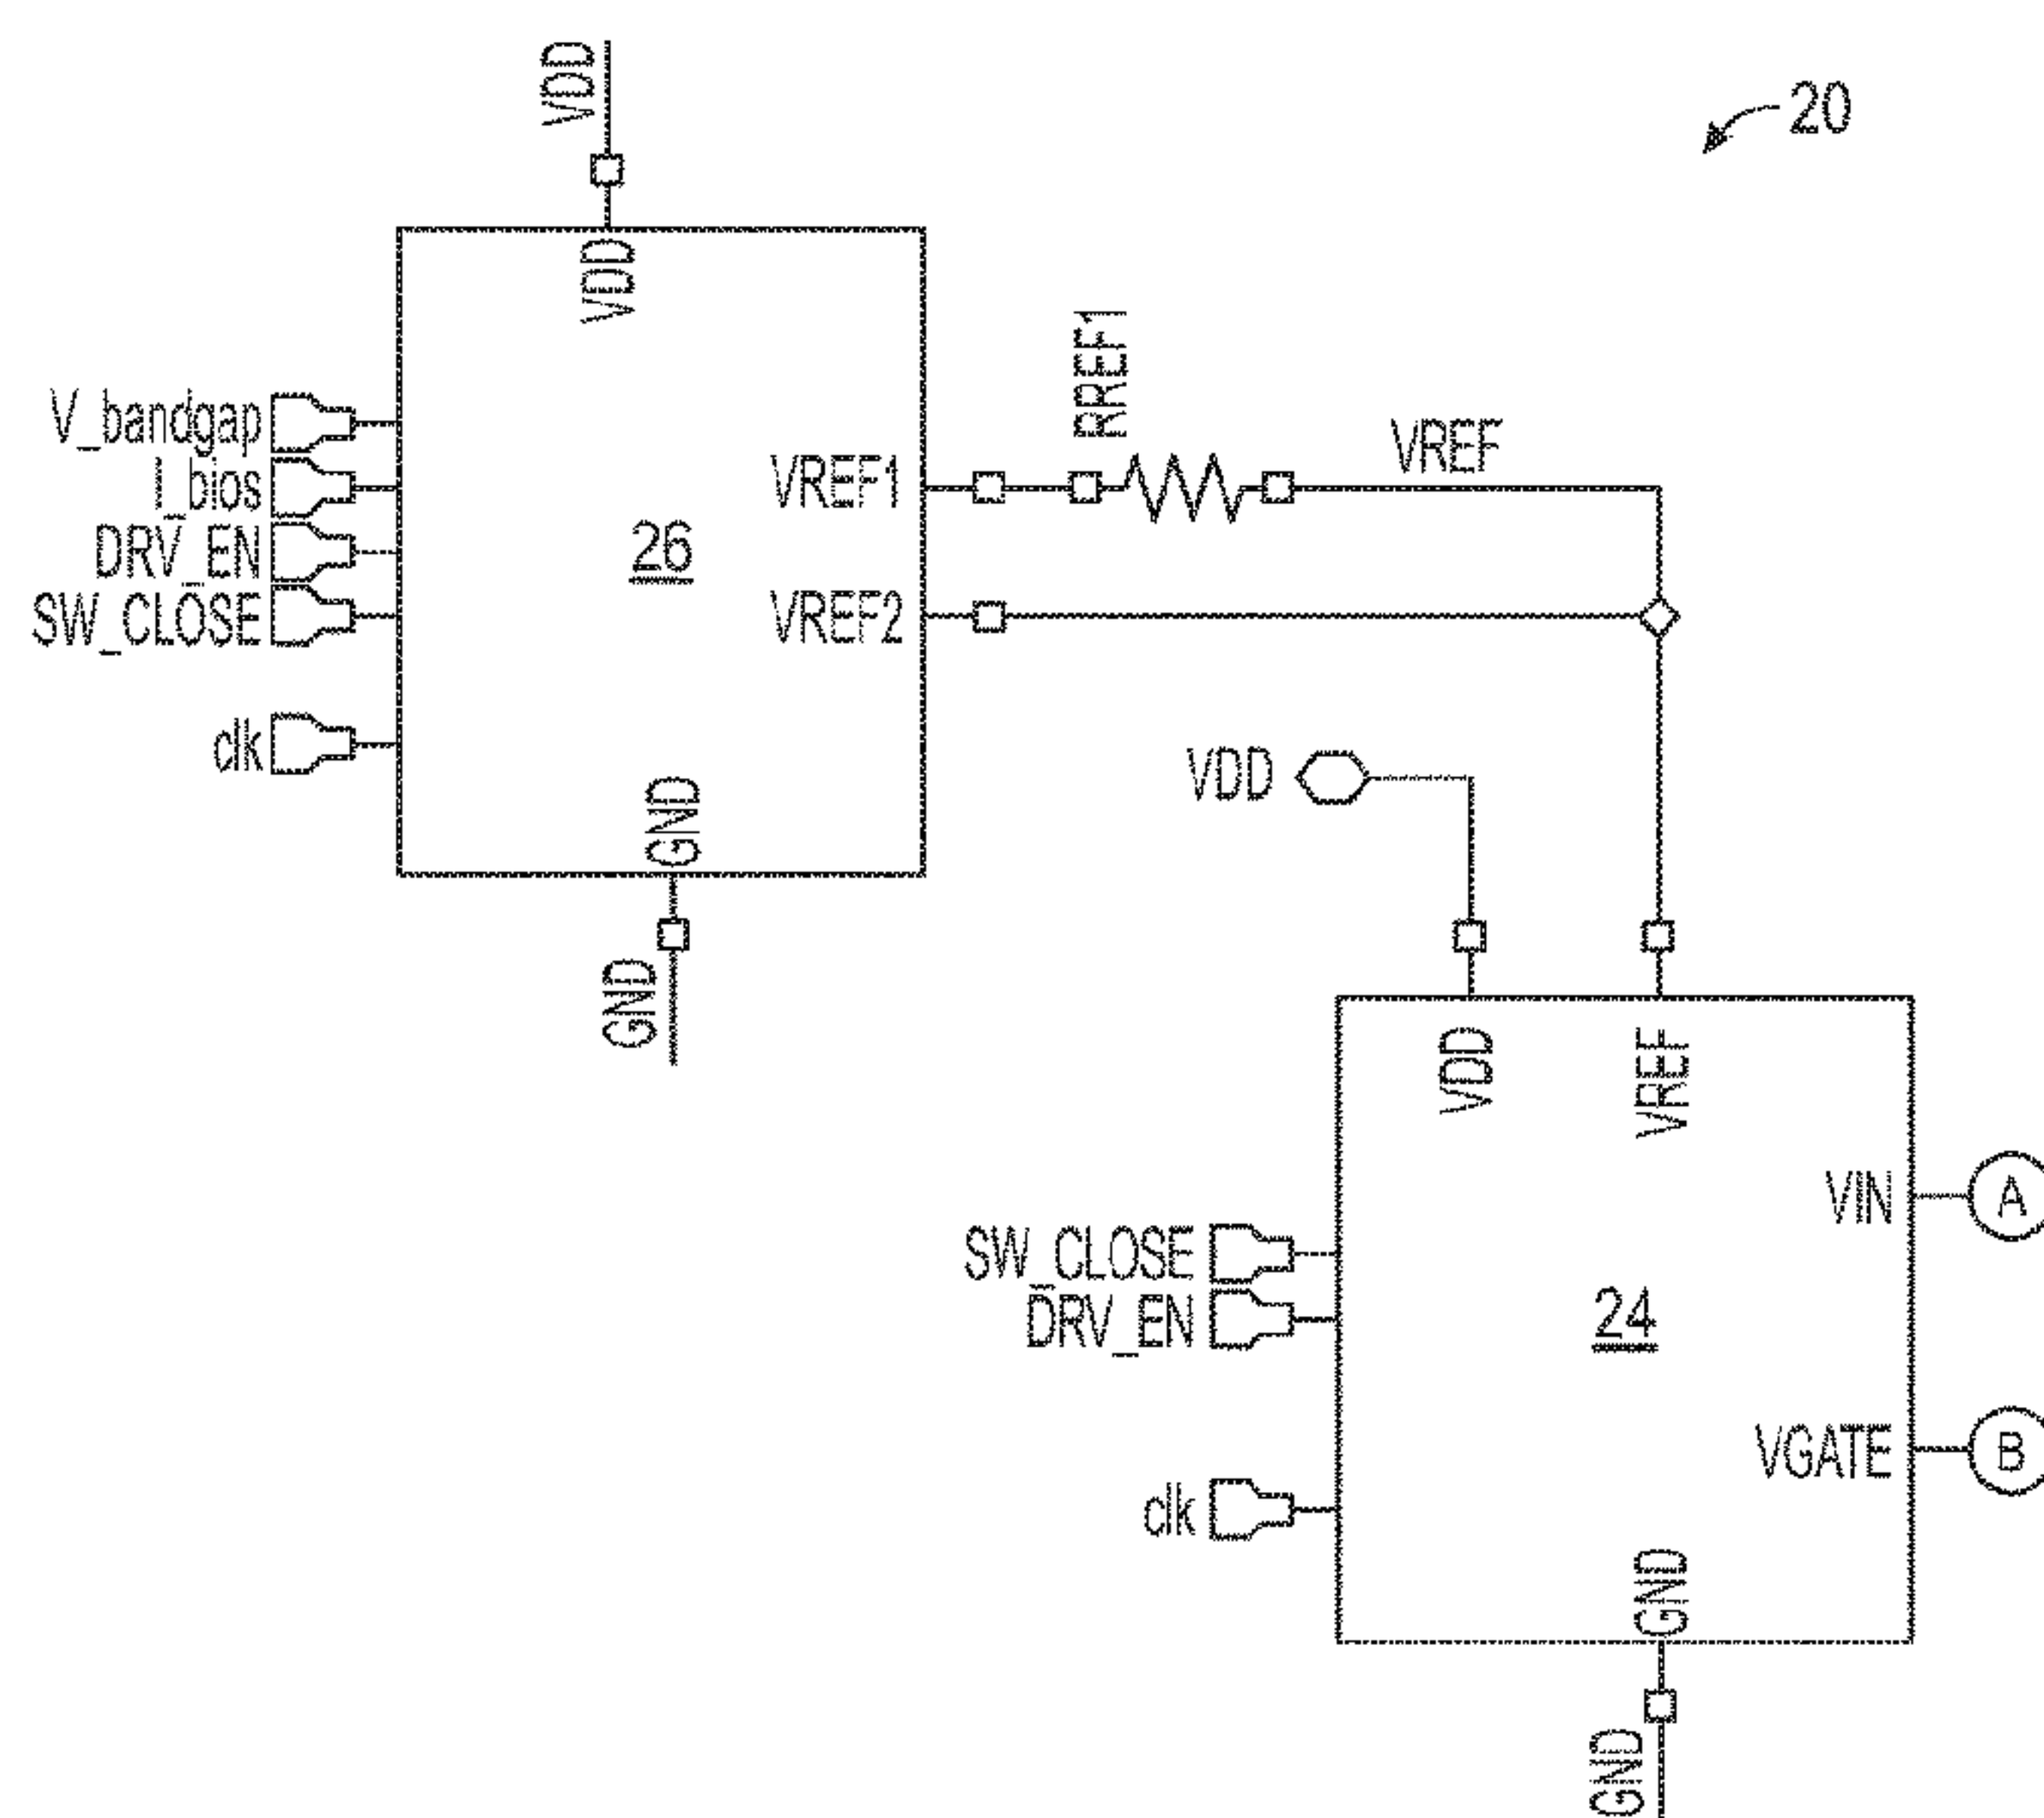 VDD
20
VDD
RREF1
V_bandgap
VREF
I_bios
VREF1
26
DRV_EN
SW_CLOSE
VREF2
clk
VDD
GND
GND
VDD
VREF
VIN
A
SW_CLOSE
DRV_EN
24
VGATE
B
clk
GND
GND